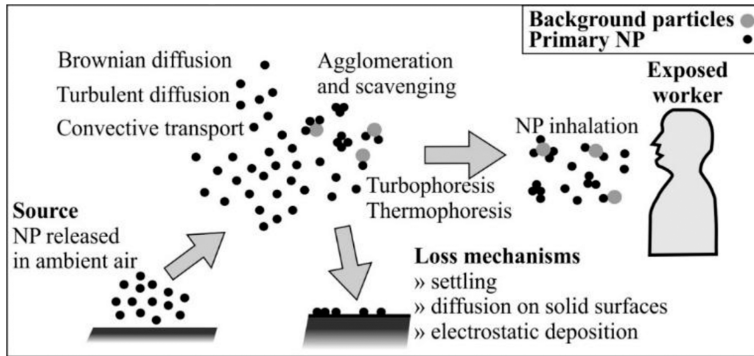 Background particles
Primary NP
Brownian diffusion
Turbulent diffusion
Convective transport
Agglomeration
and scavenging
Exposed
worker
NP inhalation
Turbophoresis
Thermophoresis
Source
NP released
in ambient air
Loss mechanisms
» settling
» diffusion on solid surfaces
» electrostatic deposition